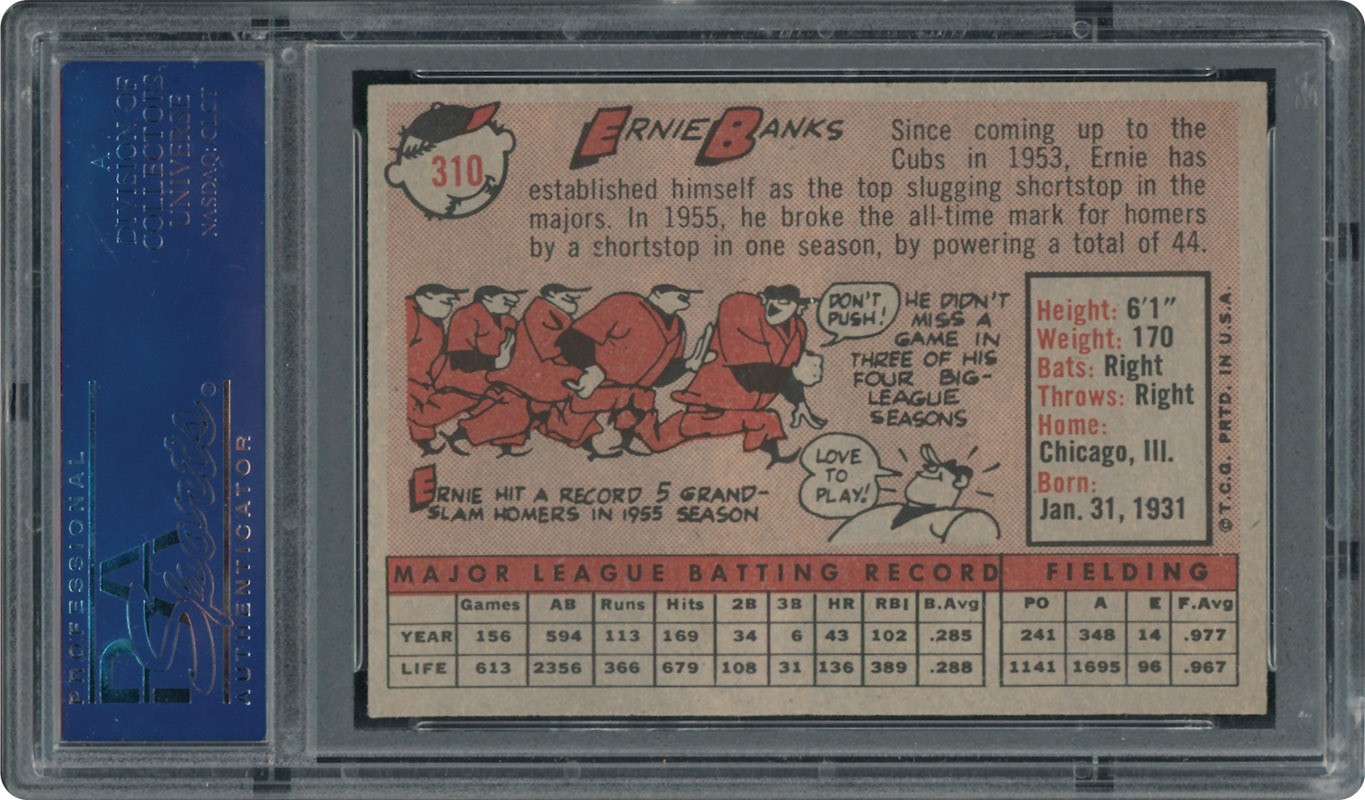 A
DIVISION OF
COLLECTORS
UNIVERSE
NASDAQ: CLCT
PROFESSIONAL
PSA
Sports
AUTHENTICATOR
310
ERNIE BANKS
Since coming up to the
Cubs in 1953, Ernie has
established himself as the top slugging shortstop in the
majors. In 1955, he broke the all-time mark for homers
by a shortstop in one season, by powering a total of 44.
DON'T
PUSH!
HE DIDN'T
MISS A
GAME IN
THREE OF HIS
FOUR BIG-
LEAGUE
SEASONS
LOVE
TO
PLAY!
ERNIE HIT A RECORD 5 GRAND-
SLAM HOMERS IN 1955 SEASON
Height: 6'1"
Weight: 170
Bats: Right
Throws: Right
Home:
Chicago, Ill.
Born:
Jan. 31, 1931
© T.C.G. PRTD. IN U.S.A.
MAJOR LEAGUE BATTING RECORD FIELDING
Games AB Runs Hits 2B 3B HR RBI B.Avg PO A E F.Avg
YEAR 156 594 113 169 34 6 43 102 .285 241 348 14 .977
LIFE 613 2356 366 679 108 31 136 389 .288 1141 1695 96 .967